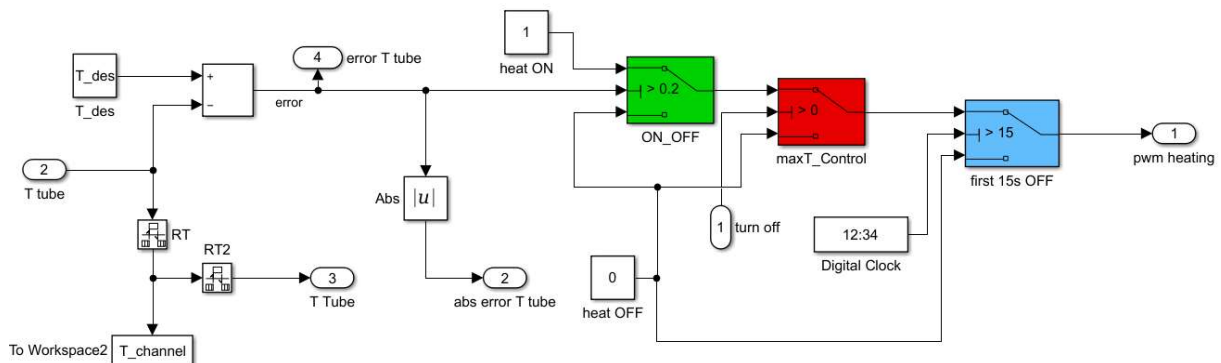 1
heat ON
4
error T tube
T_des
T_des
+
−
error
> 0.2
ON_OFF
> 0
maxT_Control
> 15
first 15s OFF
1
pwm heating
2
T tube
Abs
|u|
1
turn off
12:34
Digital Clock
RT
RT2
3
T Tube
2
abs error T tube
0
heat OFF
To Workspace2
T_channel